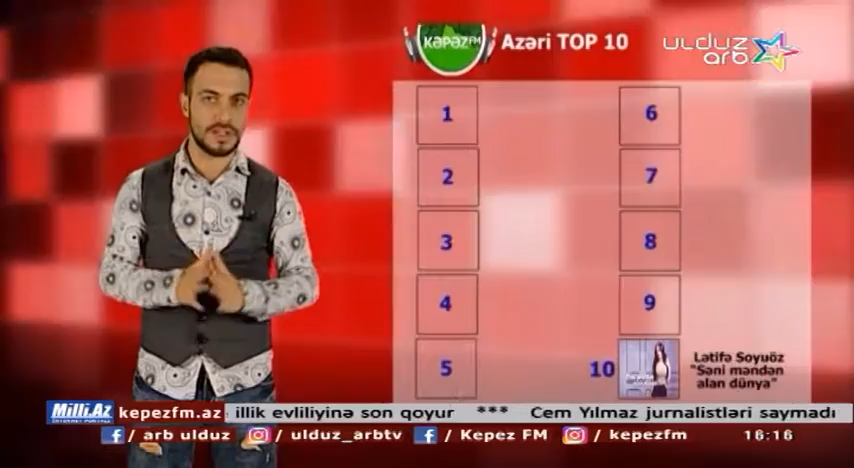 KƏPƏZFM Azəri TOP 10
ulduz
arb
1
2
3
4
5
6
7
8
9
10
Lətifə Soyuöz
"Səni məndən
alan dünya"
Milli.Az kepezfm.az illik evliliyinə son qoyur *** Cem Yılmaz jurnalistləri saymadı
/ arb ulduz / ulduz_arbtv / Kepez FM / kepezfm 16:16